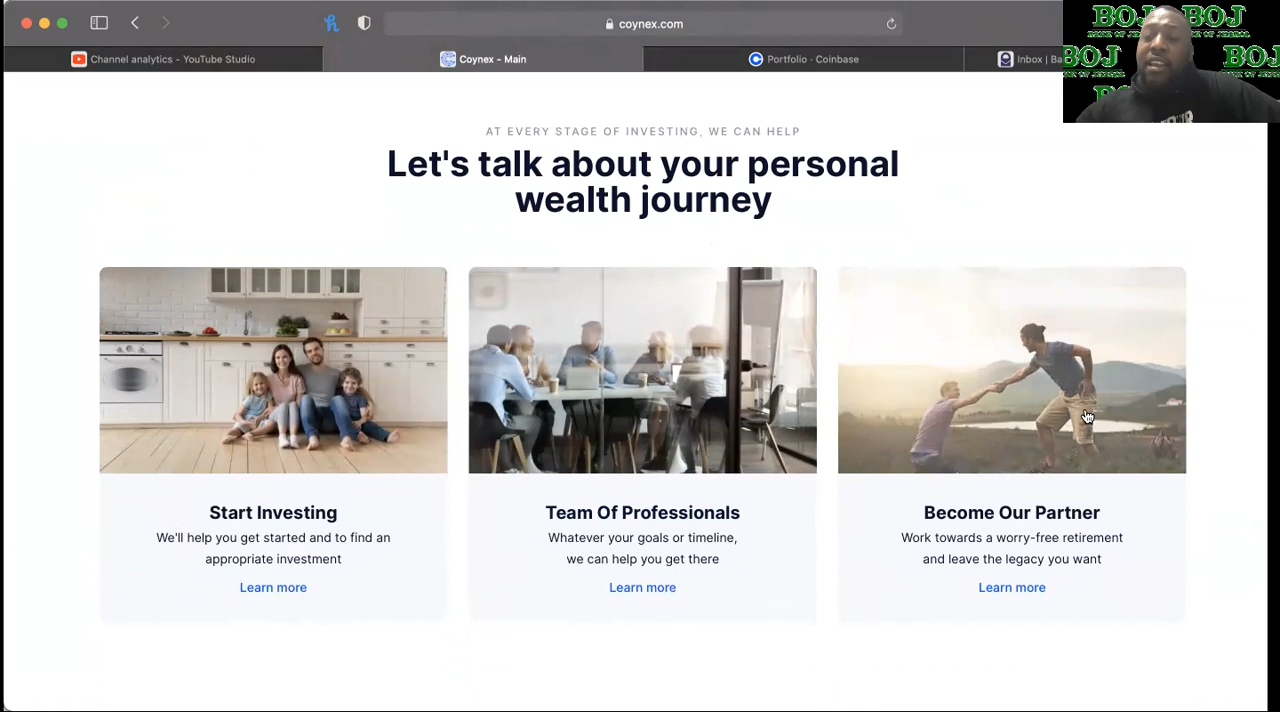 coynex.com
BOJ BOJ
Channel analytics - YouTube Studio
Coynex - Main
Portfolio - Coinbase
Inbox | Ba
BOJ
BOJ
AT EVERY STAGE OF INVESTING, WE CAN HELP
Let's talk about your personal
wealth journey
Start Investing
We'll help you get started and to find an
appropriate investment
Learn more
Team Of Professionals
Whatever your goals or timeline,
we can help you get there
Learn more
Become Our Partner
Work towards a worry-free retirement
and leave the legacy you want
Learn more